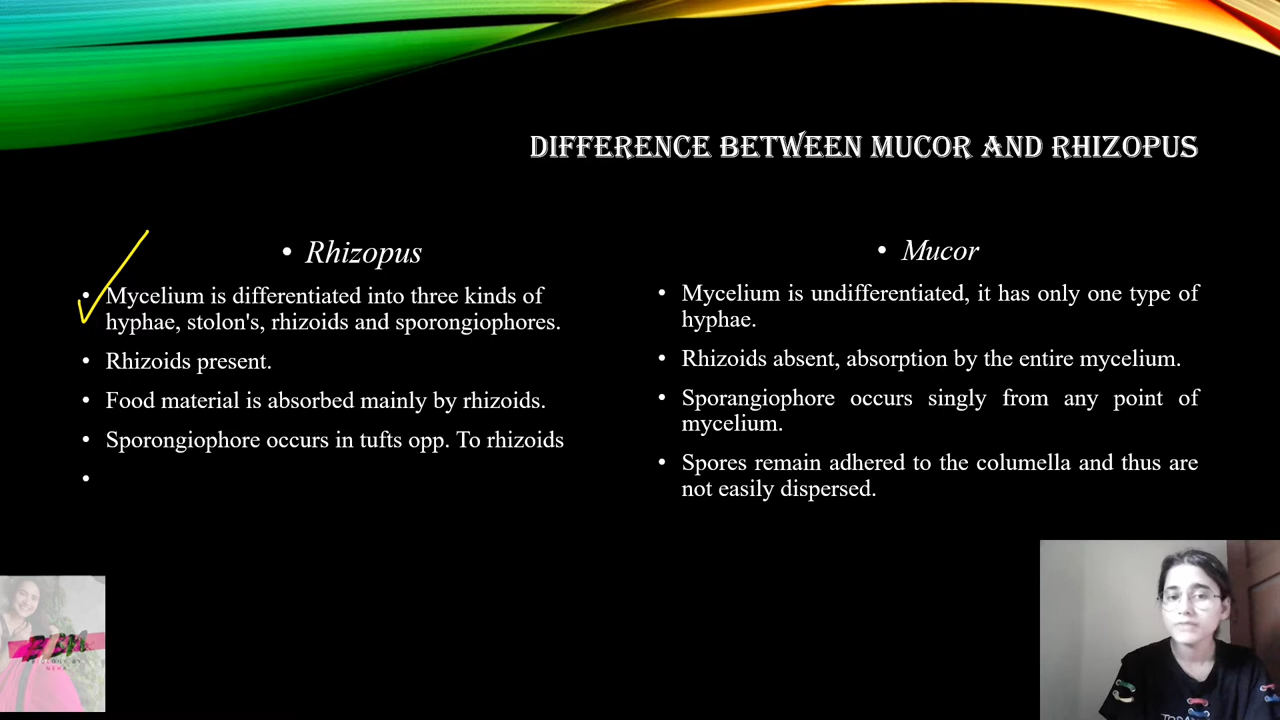 DIFFERENCE BETWEEN MUCOR AND RHIZOPUS
• Rhizopus
• Mycelium is differentiated into three kinds of
hyphae, stolon's, rhizoids and sporongiophores.
• Rhizoids present.
• Food material is absorbed mainly by rhizoids.
• Sporongiophore occurs in tufts opp. To rhizoids
•
• Mucor
• Mycelium is undifferentiated, it has only one type of
hyphae.
• Rhizoids absent, absorption by the entire mycelium.
• Sporangiophore occurs singly from any point of
mycelium.
• Spores remain adhered to the columella and thus are
not easily dispersed.
BIOLOGY BY
NEHA